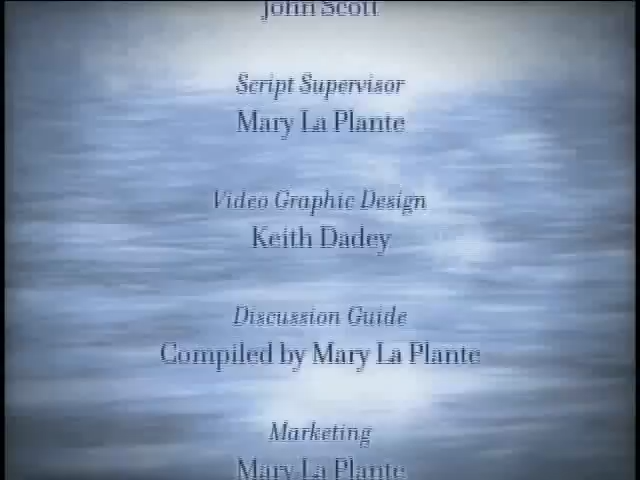 John Scott
Script Supervisor
Mary La Plante
Video Graphic Design
Keith Dadey
Discussion Guide
Compiled by Mary La Plante
Marketing
Mary La Plante